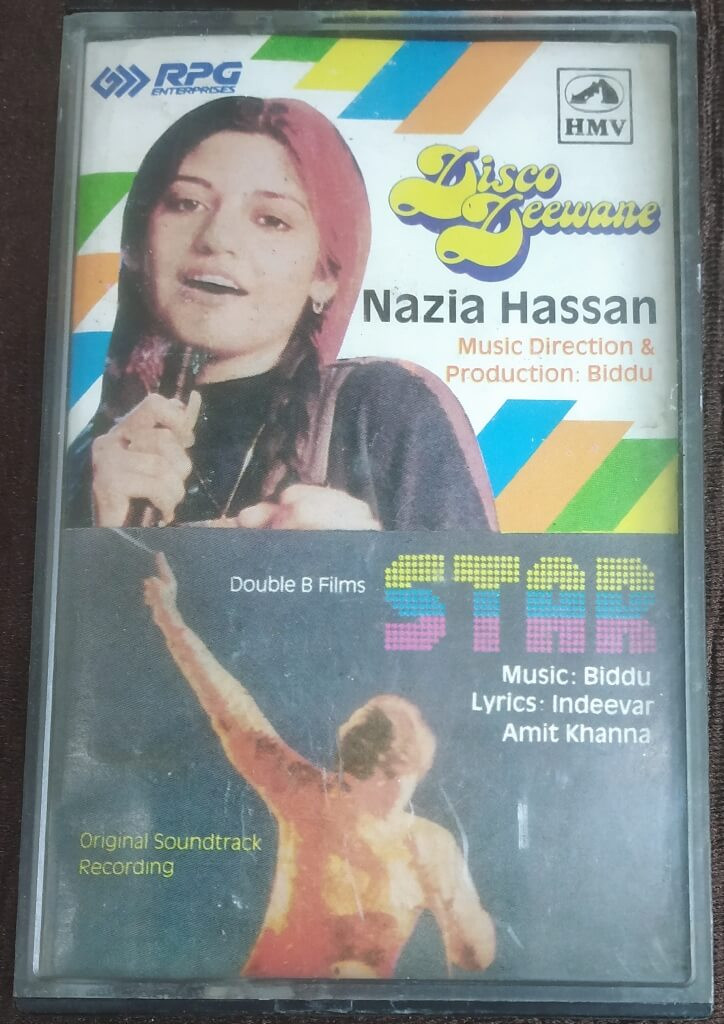 RPG
ENTERPRISES
HMV
Disco
Deewane
Nazia Hassan
Music Direction &
Production: Biddu
Double B Films
STAR
Music: Biddu
Lyrics: Indeevar
Amit Khanna
Original Soundtrack
Recording